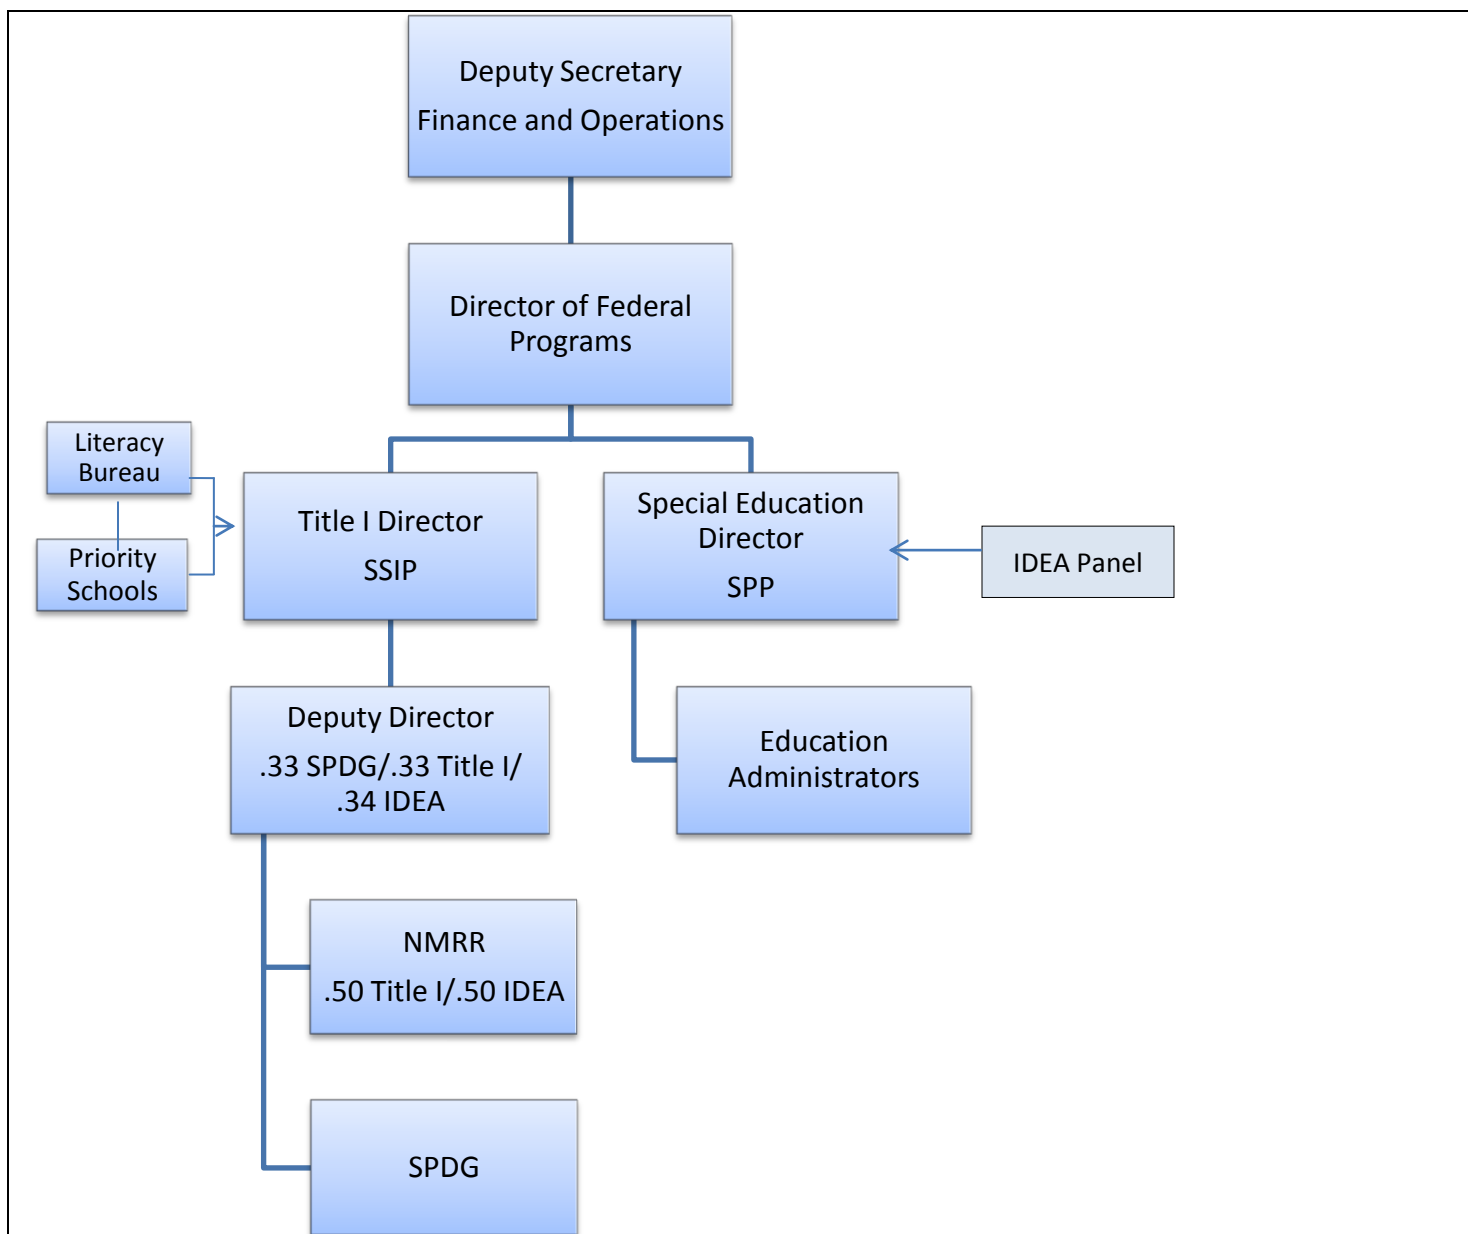 Deputy Secretary
Finance and Operations
Director of Federal
Programs
Literacy
Bureau
Priority
Schools
Title I Director
SSIP
Special Education
Director
SPP
IDEA Panel
Deputy Director
.33 SPDG/.33 Title I/
.34 IDEA
Education
Administrators
NMRR
.50 Title I/.50 IDEA
SPDG